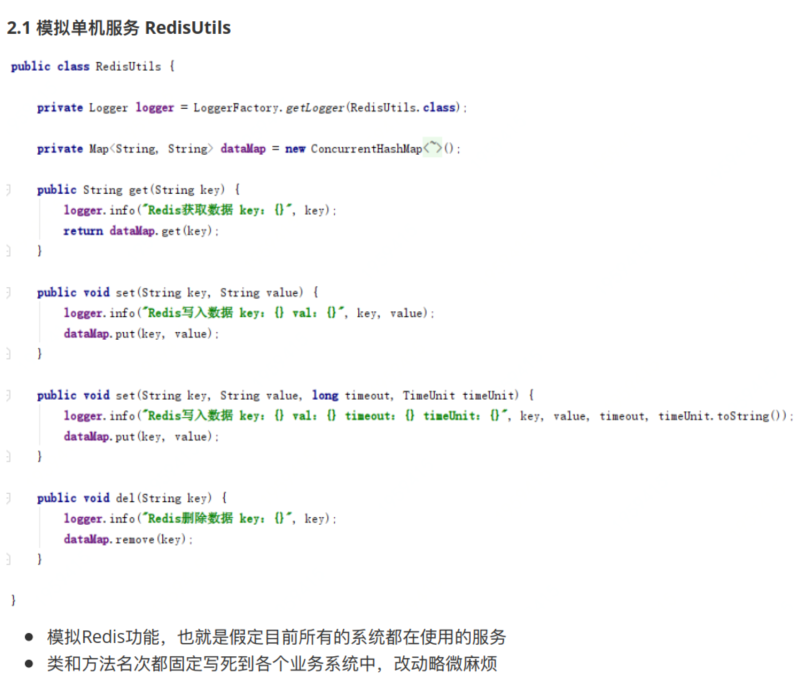 2.1 模拟单机服务 RedisUtils
public class RedisUtils {
private Logger logger = LoggerFactory.getLogger(RedisUtils.class);
private Map<String, String> dataMap = new ConcurrentHashMap<~>();
public String get(String key) {
logger.info("Redis获取数据 key：{}", key);
return dataMap.get(key);
}
public void set(String key, String value) {
logger.info("Redis写入数据 key：{} val：{}", key, value);
dataMap.put(key, value);
}
public void set(String key, String value, long timeout, TimeUnit timeUnit) {
logger.info("Redis写入数据 key：{} val：{} timeout：{} timeUnit：{}", key, value, timeout, timeUnit.toString());
dataMap.put(key, value);
}
public void del(String key) {
logger.info("Redis删除数据 key：{}", key);
dataMap.remove(key);
}
}
● 模拟Redis功能，也就是假定目前所有的系统都在使用的服务
● 类和方法名次都固定写死到各个业务系统中，改动略微麻烦